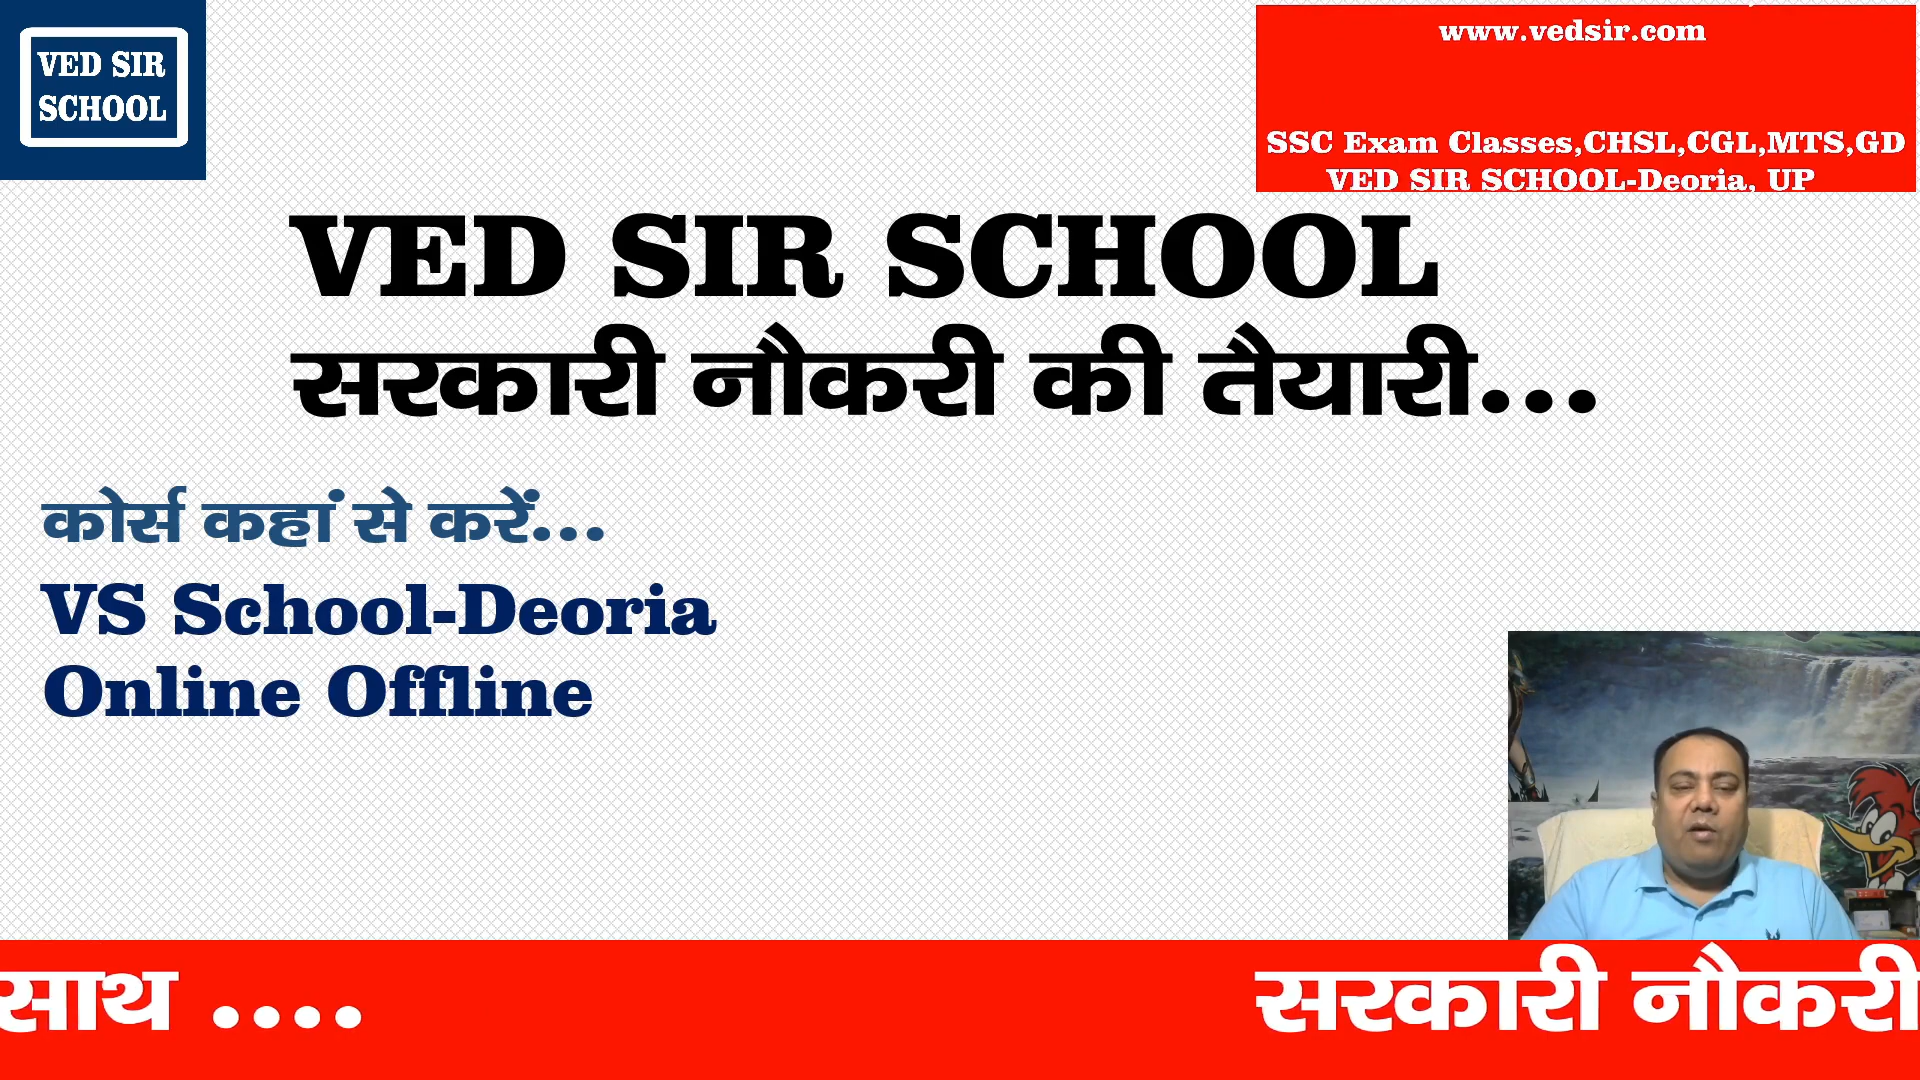 VED SIR
SCHOOL
www.vedsir.com
SSC Exam Classes,CHSL,CGL,MTS,GD
VED SIR SCHOOL-Deoria, UP
VED SIR SCHOOL
सरकारी नौकरी की तैयारी...
कोर्स कहां से करें...
VS School-Deoria
Online Offline
साथ .... सरकारी नौकरी